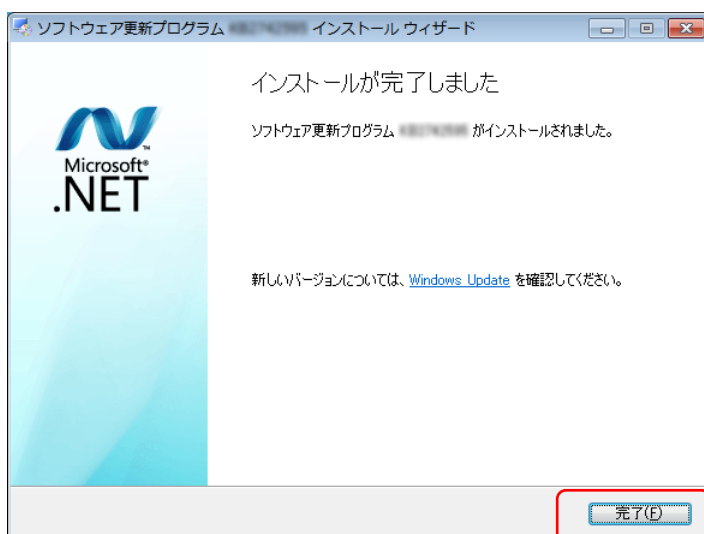 ソフトウェア更新プログラム インストール ウィザード
インストールが完了しました
ソフトウェア更新プログラム がインストールされました。
Microsoft®
.NET
新しいバージョンについては、Windows Update を確認してください。
完了(F)